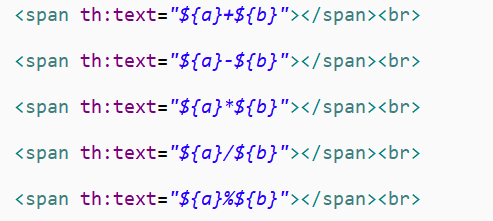 <span th:text="${a}+${b}"></span><br>
<span th:text="${a}-${b}"></span><br>
<span th:text="${a}*${b}"></span><br>
<span th:text="${a}/${b}"></span><br>
<span th:text="${a}%${b}"></span><br>